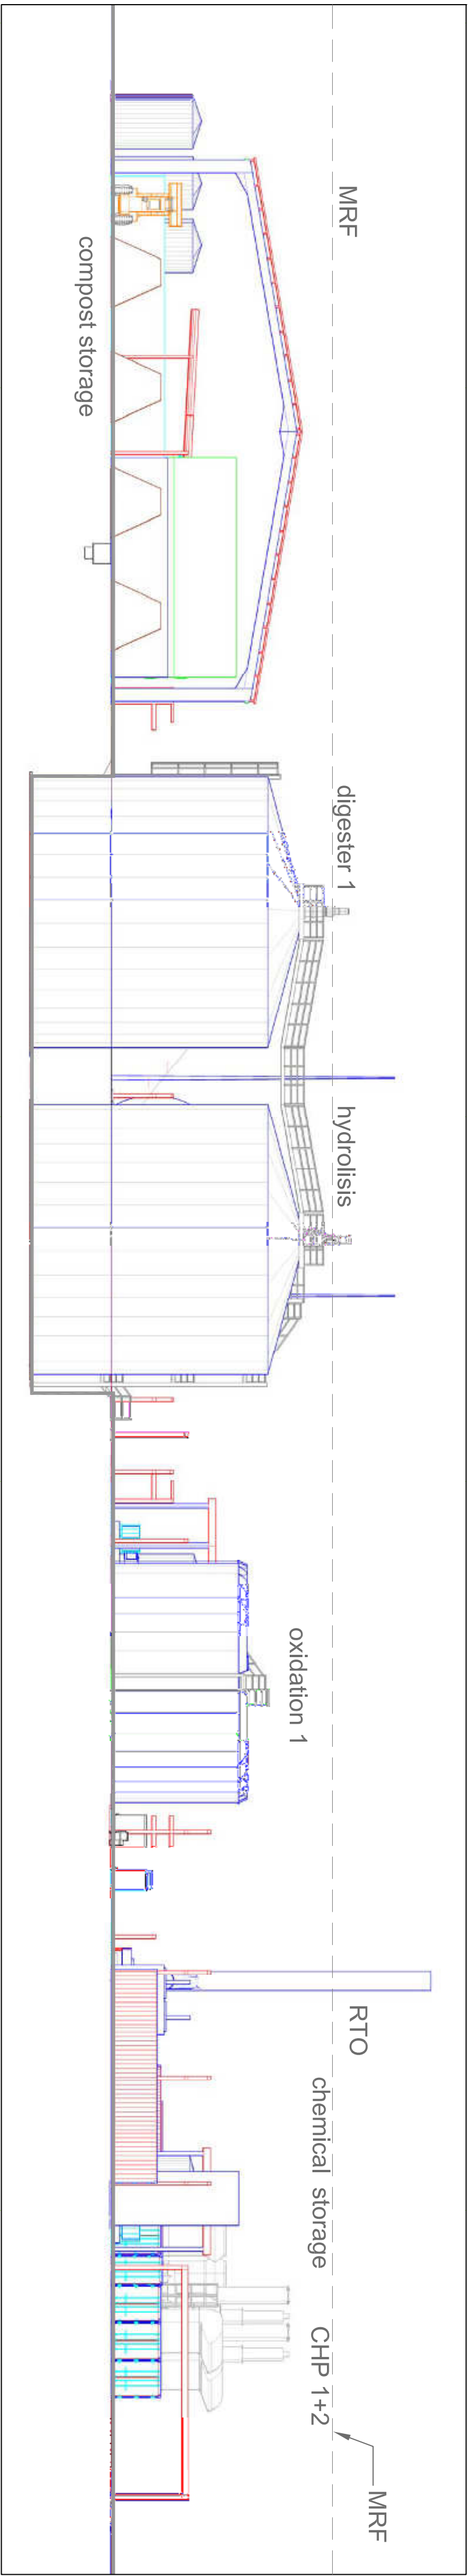 MRF
compost storage
digester 1
hydrolisis
oxidation 1
RTO
chemical storage
CHP 1+2
MRF